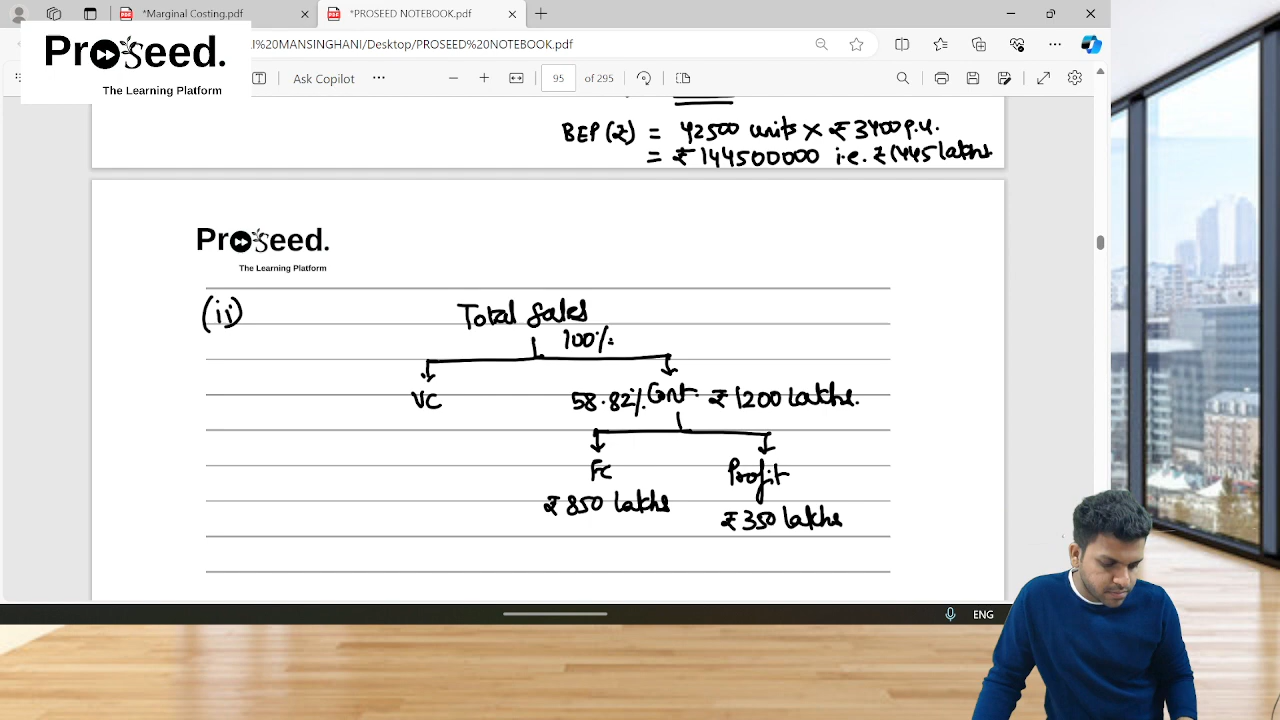 *Marginal Costing.pdf
*PROSEED NOTEBOOK.pdf
Proseed.
The Learning Platform
I%20MANSINGHANI/Desktop/PROSEED%20NOTEBOOK.pdf
Ask Copilot
95 of 295
BEP (₹) = 42500 units × ₹3400 p.u.
= ₹144500000 i.e. ₹1445 lakhs
Proseed.
The Learning Platform
(ii)
Total Sales
100%
VC
58.82% Cont. ₹1200 lakhs.
FC
Profit
₹850 lakhs
₹350 lakhs
ENG